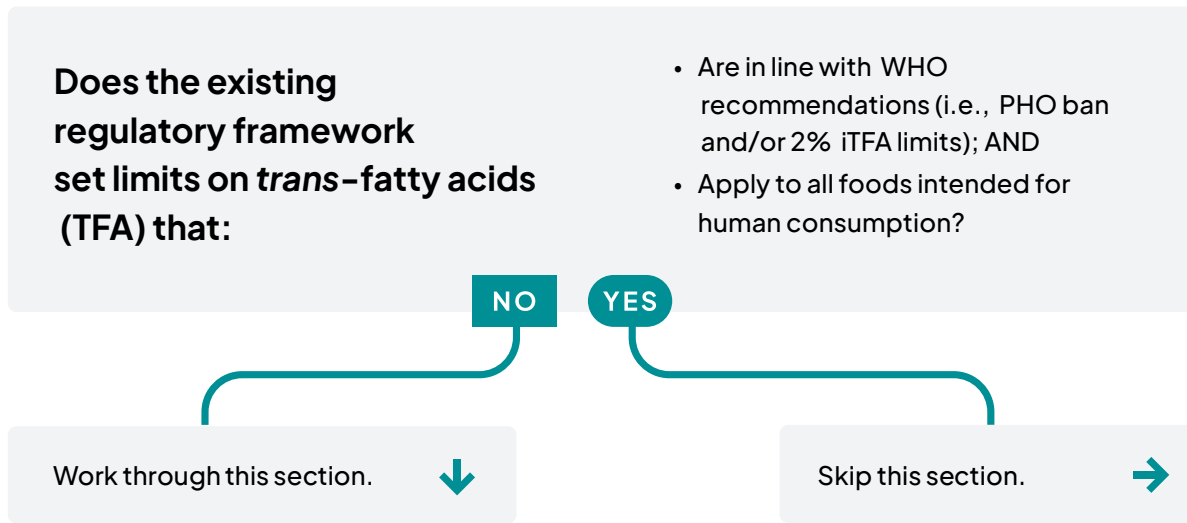 Does the existing
regulatory framework
set limits on trans-fatty acids
(TFA) that:
• Are in line with WHO
recommendations (i.e., PHO ban
and/or 2% iTFA limits); AND
• Apply to all foods intended for
human consumption?
NO
YES
Work through this section.
Skip this section.